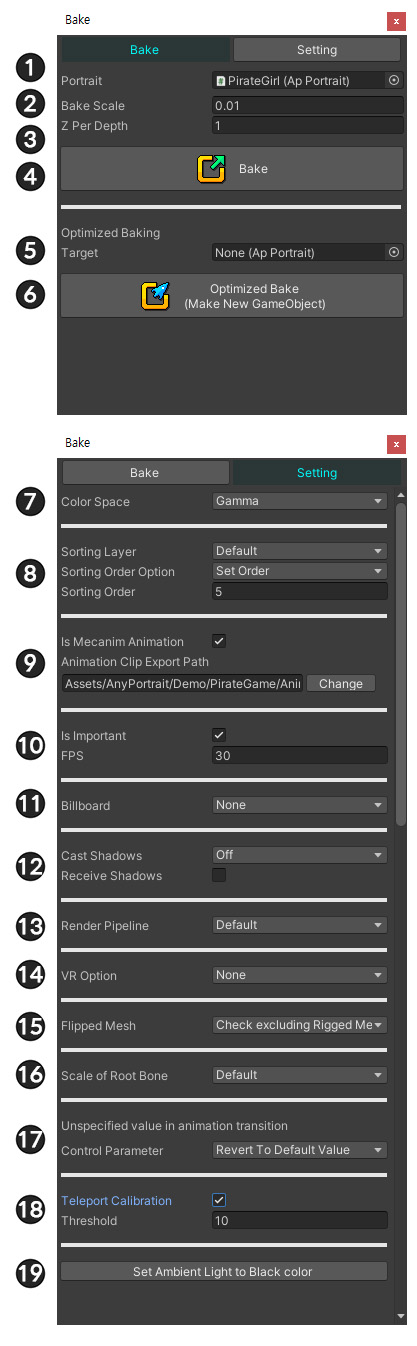 Bake
x
Bake Setting
1
Portrait PirateGirl (Ap Portrait)
2 Bake Scale 0.01
3 Z Per Depth 1
4 Bake
Optimized Baking
5 Target None (Ap Portrait)
6 Optimized Bake
(Make New GameObject)
Bake
x
Bake Setting
7 Color Space Gamma
Sorting Layer Default
8 Sorting Order Option Set Order
Sorting Order 5
Is Mecanim Animation
9 Animation Clip Export Path
Assets/AnyPortrait/Demo/PirateGame/Ani Change
10 Is Important
FPS 30
11 Billboard None
12 Cast Shadows Off
Receive Shadows
13 Render Pipeline Default
14 VR Option None
15 Flipped Mesh Check excluding Rigged Me
16 Scale of Root Bone Default
Unspecified value in animation transition
17 Control Parameter Revert To Default Value
18 Teleport Calibration
Threshold 10
19 Set Ambient Light to Black color